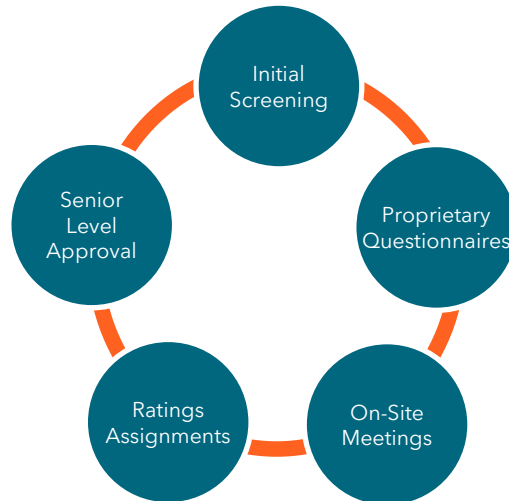 Initial
Screening
Proprietary
Questionnaires
On-Site
Meetings
Ratings
Assignments
Senior
Level
Approval